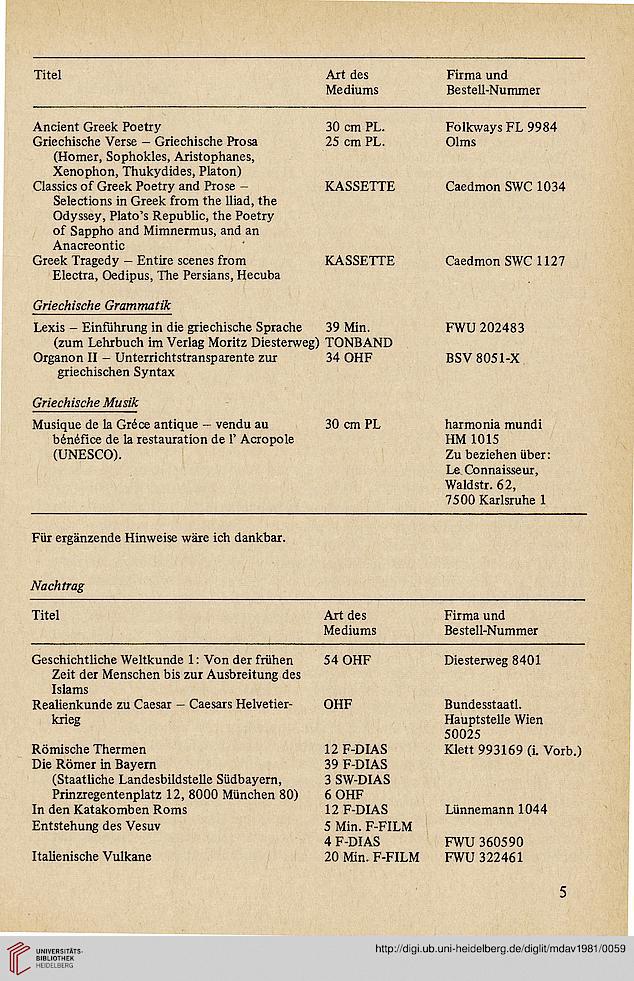 Titel Art des Firma und
Mediums Bestell-Nummer
Ancient Greek Poetry 30 cm PL. Folkways FL 9984
Griechische Verse – Griechische Prosa 25 cm PL. Olms
(Homer, Sophokles, Aristophanes,
Xenophon, Thukydides, Platon)
Classics of Greek Poetry and Prose – KASSETTE Caedmon SWC 1034
Selections in Greek from the Iliad, the
Odyssey, Plato's Republic, the Poetry
of Sappho and Mimnermus, and an
Anacreontic
Greek Tragedy – Entire scenes from KASSETTE Caedmon SWC 1127
Electra, Oedipus, The Persians, Hecuba
Griechische Grammatik
Lexis – Einführung in die griechische Sprache 39 Min. FWU 202483
(zum Lehrbuch im Verlag Moritz Diesterweg) TONBAND
Organon II – Unterrichtstransparente zur 34 OHF BSV 8051-X
griechischen Syntax
Griechische Musik
Musique de la Gréce antique – vendu au 30 cm PL harmonia mundi
bénéfice de la restauration de l' Acropole HM 1015
(UNESCO). Zu beziehen über:
Le Connaisseur,
Waldstr. 62,
7500 Karlsruhe 1
Für ergänzende Hinweise wäre ich dankbar.
Nachtrag
Titel Art des Firma und
Mediums Bestell-Nummer
Geschichtliche Weltkunde 1: Von der frühen 54 OHF Diesterweg 8401
Zeit der Menschen bis zur Ausbreitung des
Islams
Realienkunde zu Caesar – Caesars Helvetier- OHF Bundesstaatl.
krieg Hauptstelle Wien
50025
Römische Thermen 12 F-DIAS Klett 993169 (i. Vorb.)
Die Römer in Bayern 39 F-DIAS
(Staatliche Landesbildstelle Südbayern, 3 SW-DIAS
Prinzregentenplatz 12, 8000 München 80) 6 OHF
In den Katakomben Roms 12 F-DIAS Lünnemann 1044
Entstehung des Vesuv 5 Min. F-FILM
4 F-DIAS FWU 360590
Italienische Vulkane 20 Min. F-FILM FWU 322461
5
UNIVERSITÄTS-
BIBLIOTHEK
HEIDELBERG
http://digi.ub.uni-heidelberg.de/diglit/mdav1981/0059